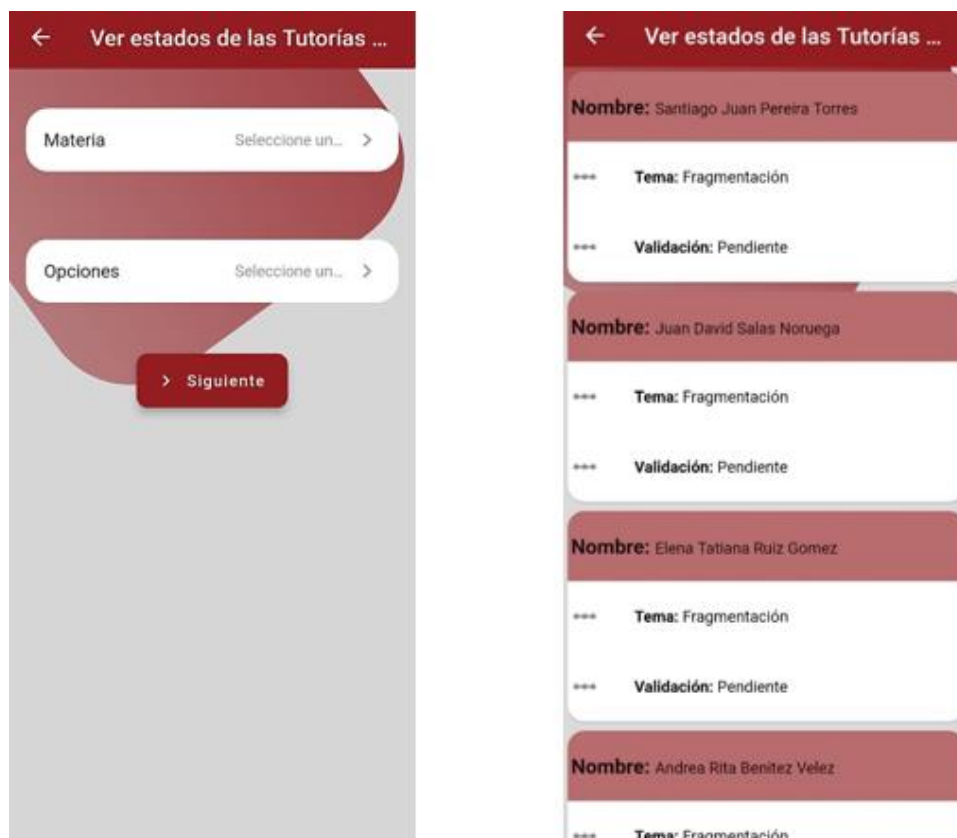 Ver estados de las Tutorías ...
Materia Seleccione un...
Opciones Seleccione un...
Siguiente
Ver estados de las Tutorías ...
Nombre: Santiago Juan Pereira Torres
Tema: Fragmentación
Validación: Pendiente
Nombre: Juan David Salas Noruega
Tema: Fragmentación
Validación: Pendiente
Nombre: Elena Tatiana Ruiz Gomez
Tema: Fragmentación
Validación: Pendiente
Nombre: Andrea Rita Benitez Velez
Tema: Fragmentación